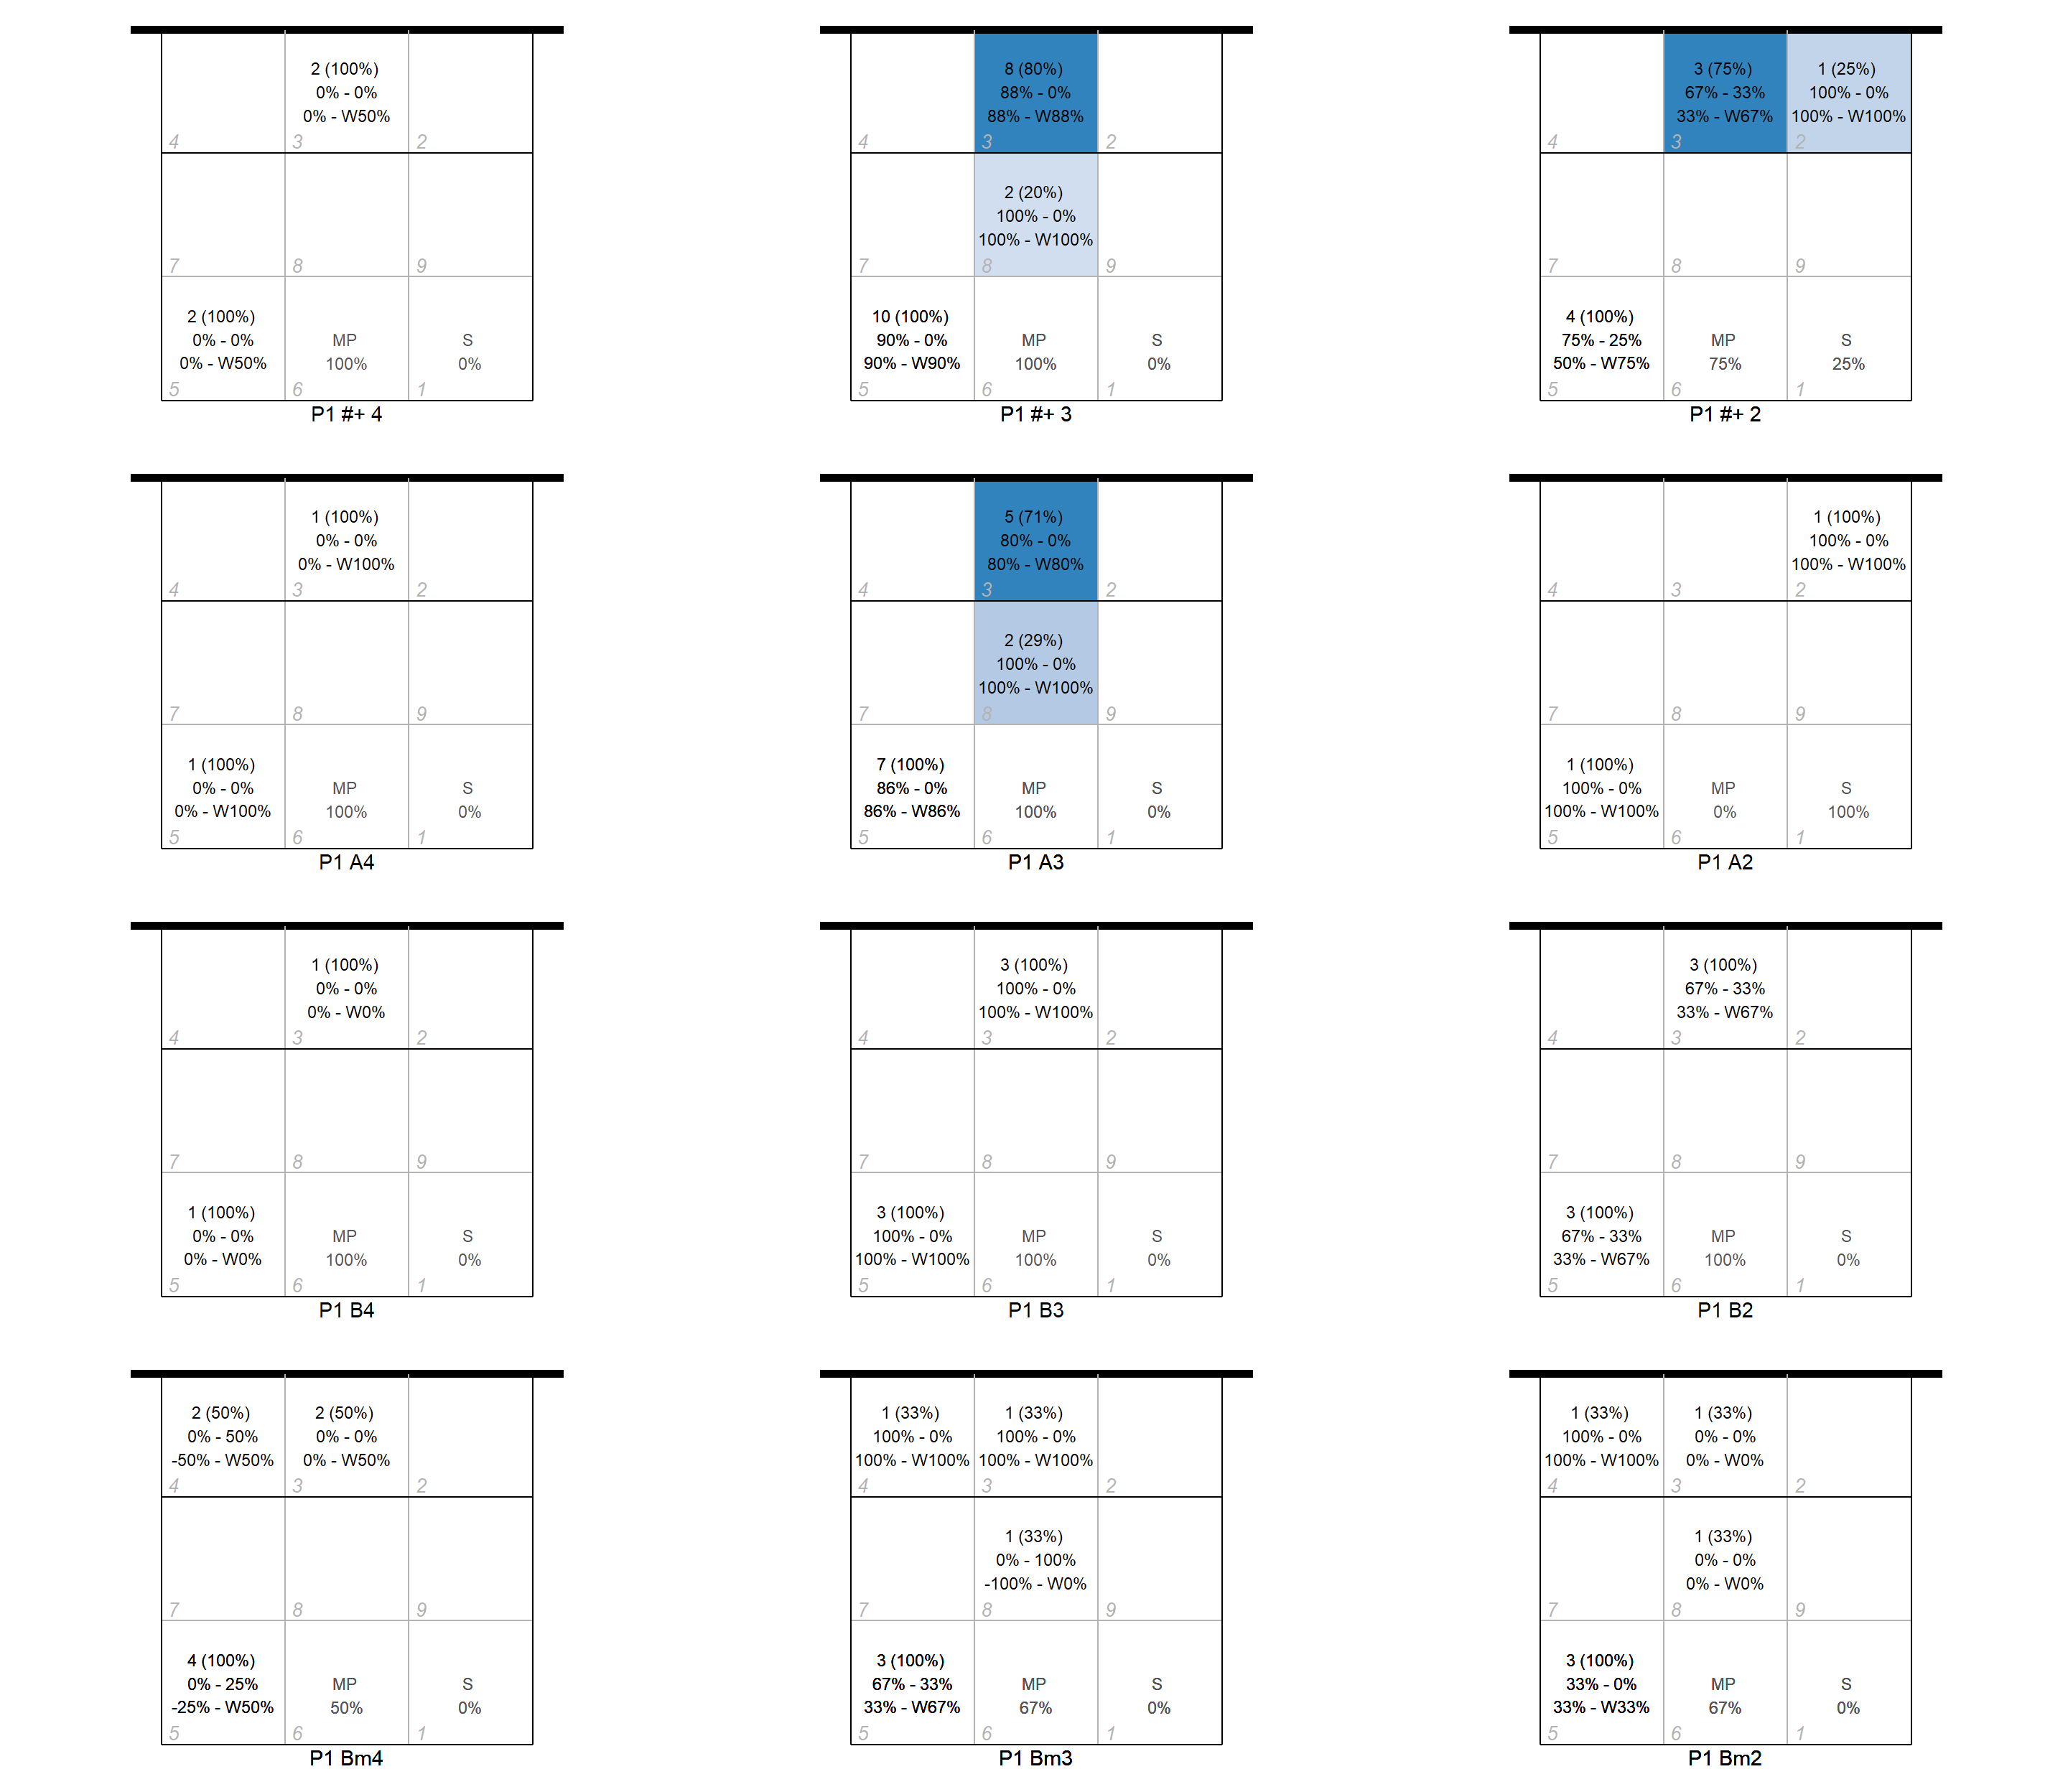 2 (100%)
0% - 0%
0% - W50%
4
3
2
7
8
9
2 (100%)
0% - 0%
0% - W50%
MP
100%
S
0%
5
6
1
P1 #+ 4
8 (80%)
88% - 0%
88% - W88%
4
3
2
2 (20%)
100% - 0%
100% - W100%
7
8
9
10 (100%)
90% - 0%
90% - W90%
MP
100%
S
0%
5
6
1
P1 #+ 3
3 (75%)
67% - 33%
33% - W67%
1 (25%)
100% - 0%
100% - W100%
4
3
2
7
8
9
4 (100%)
75% - 25%
50% - W75%
MP
75%
S
25%
5
6
1
P1 #+ 2
1 (100%)
0% - 0%
0% - W100%
4
3
2
7
8
9
1 (100%)
0% - 0%
0% - W100%
MP
100%
S
0%
5
6
1
P1 A4
5 (71%)
80% - 0%
80% - W80%
4
3
2
2 (29%)
100% - 0%
100% - W100%
7
8
9
7 (100%)
86% - 0%
86% - W86%
MP
100%
S
0%
5
6
1
P1 A3
1 (100%)
100% - 0%
100% - W100%
4
3
2
7
8
9
1 (100%)
100% - 0%
100% - W100%
MP
0%
S
100%
5
6
1
P1 A2
1 (100%)
0% - 0%
0% - W0%
4
3
2
7
8
9
1 (100%)
0% - 0%
0% - W0%
MP
100%
S
0%
5
6
1
P1 B4
3 (100%)
100% - 0%
100% - W100%
4
3
2
7
8
9
3 (100%)
100% - 0%
100% - W100%
MP
100%
S
0%
5
6
1
P1 B3
3 (100%)
67% - 33%
33% - W67%
4
3
2
7
8
9
3 (100%)
67% - 33%
33% - W67%
MP
100%
S
0%
5
6
1
P1 B2
2 (50%)
0% - 50%
-50% - W50%
2 (50%)
0% - 0%
0% - W50%
4
3
2
7
8
9
4 (100%)
0% - 25%
-25% - W50%
MP
50%
S
0%
5
6
1
P1 Bm4
1 (33%)
100% - 0%
100% - W100%
1 (33%)
100% - 0%
100% - W100%
4
3
2
1 (33%)
0% - 100%
-100% - W0%
7
8
9
3 (100%)
67% - 33%
33% - W67%
MP
67%
S
0%
5
6
1
P1 Bm3
1 (33%)
100% - 0%
100% - W100%
1 (33%)
0% - 0%
0% - W0%
4
3
2
1 (33%)
0% - 0%
0% - W0%
7
8
9
3 (100%)
33% - 0%
33% - W33%
MP
67%
S
0%
5
6
1
P1 Bm2